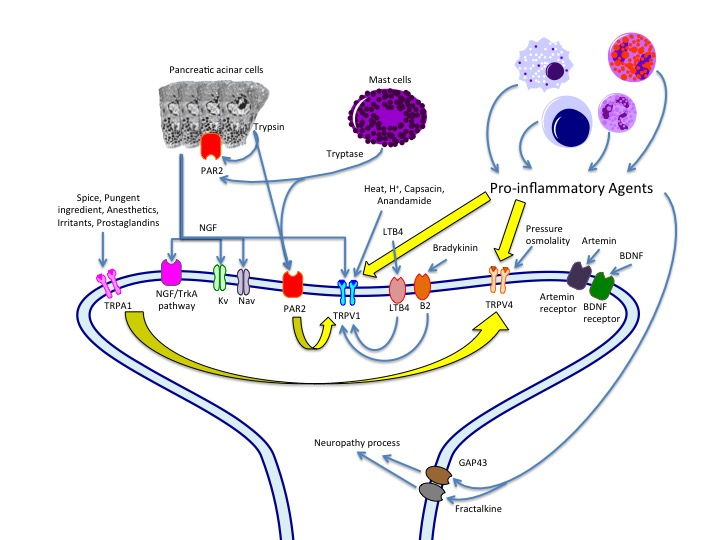 Pancreatic acinar cells
Mast cells
Trypsin
PAR2
Tryptase
Pro-inflammatory Agents
Spice, Pungent
ingredient, Anesthetics,
Irritants, Prostaglandins
Heat, H⁺, Capsacin,
Anandamide
NGF
LTB4
Bradykinin
Pressure
osmolality
Artemin
BDNF
TRPA1
NGF/TrkA
pathway
Kv
Nav
PAR2
TRPV1
LTB4
B2
TRPV4
Artemin
receptor
BDNF
receptor
Neuropathy process
GAP43
Fractalkine